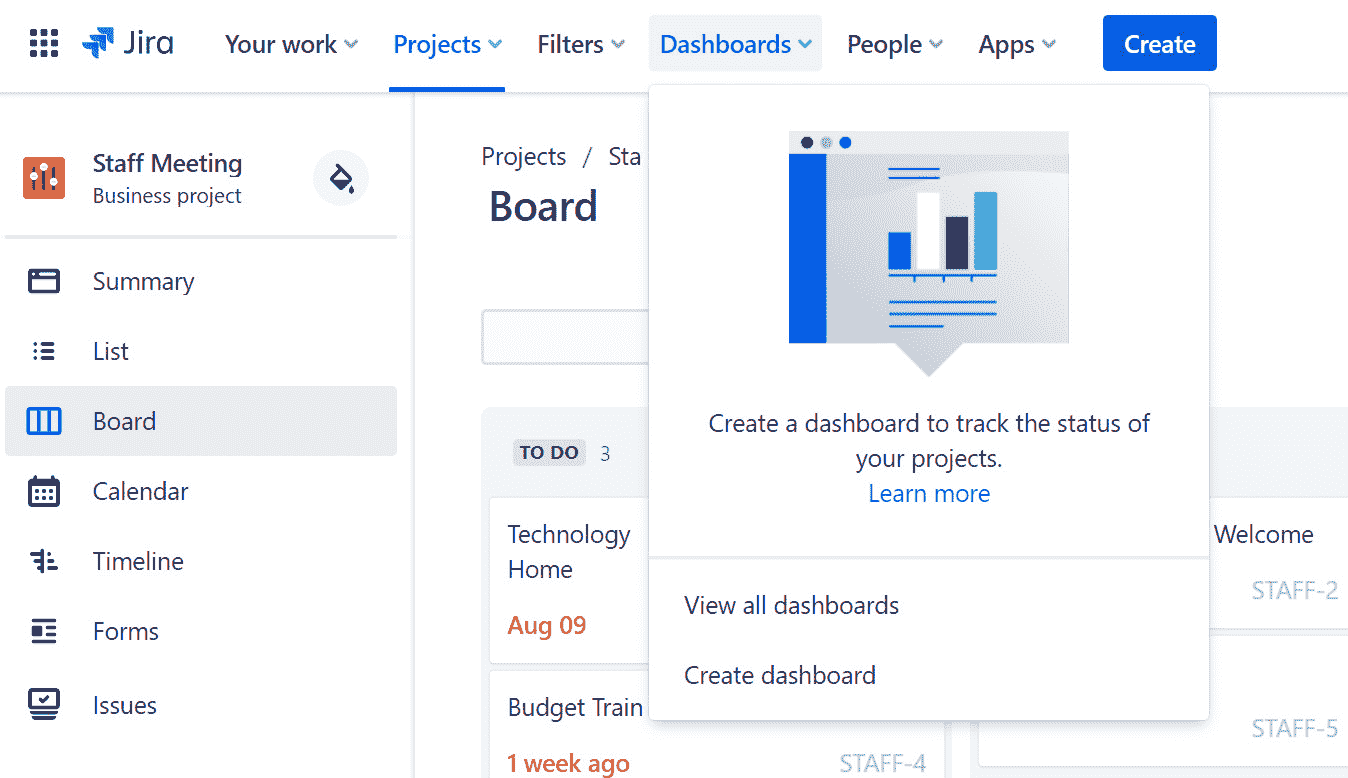 Jira
Your work
Projects
Filters
Dashboards
People
Apps
Create
Staff Meeting
Business project
Summary
List
Board
Calendar
Timeline
Forms
Issues
Projects / Sta
Board
TO DO 3
Technology
Home
Aug 09
Budget Train
1 week ago
STAFF-4
Create a dashboard to track the status of
your projects.
Learn more
View all dashboards
Create dashboard
Welcome
STAFF-2
STAFF-5